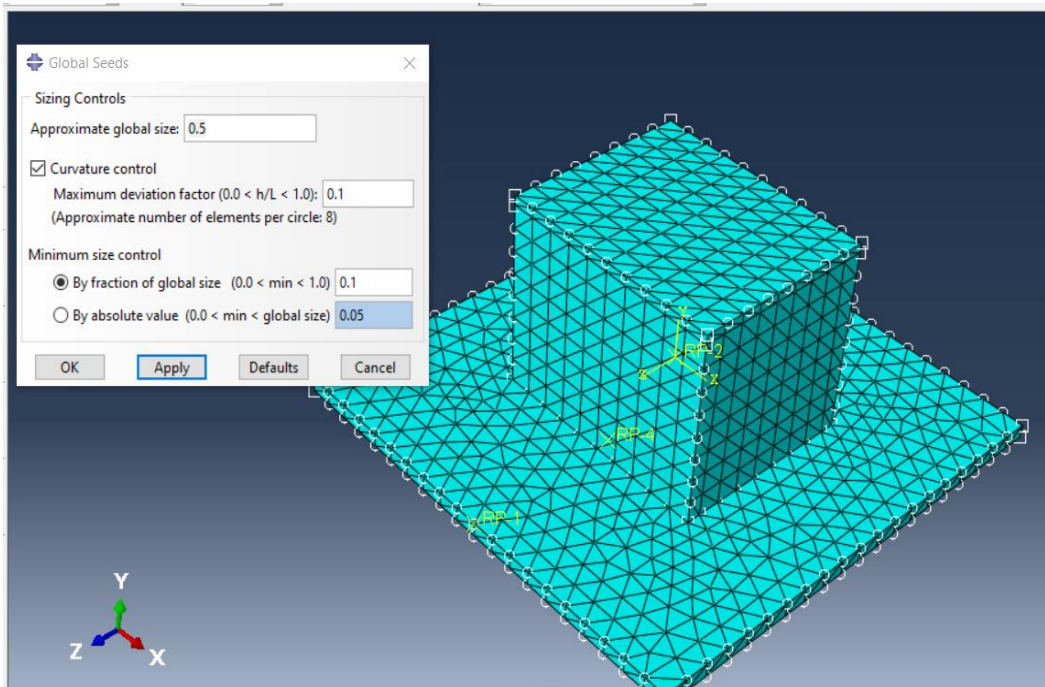 Global Seeds
Sizing Controls
Approximate global size: 0.5
Curvature control
Maximum deviation factor (0.0 < h/L < 1.0): 0.1
(Approximate number of elements per circle: 8)
Minimum size control
By fraction of global size (0.0 < min < 1.0) 0.1
By absolute value (0.0 < min < global size) 0.05
OK Apply Defaults Cancel
Y
RP-2
Z X
RP-4
RP-1
Y
Z X